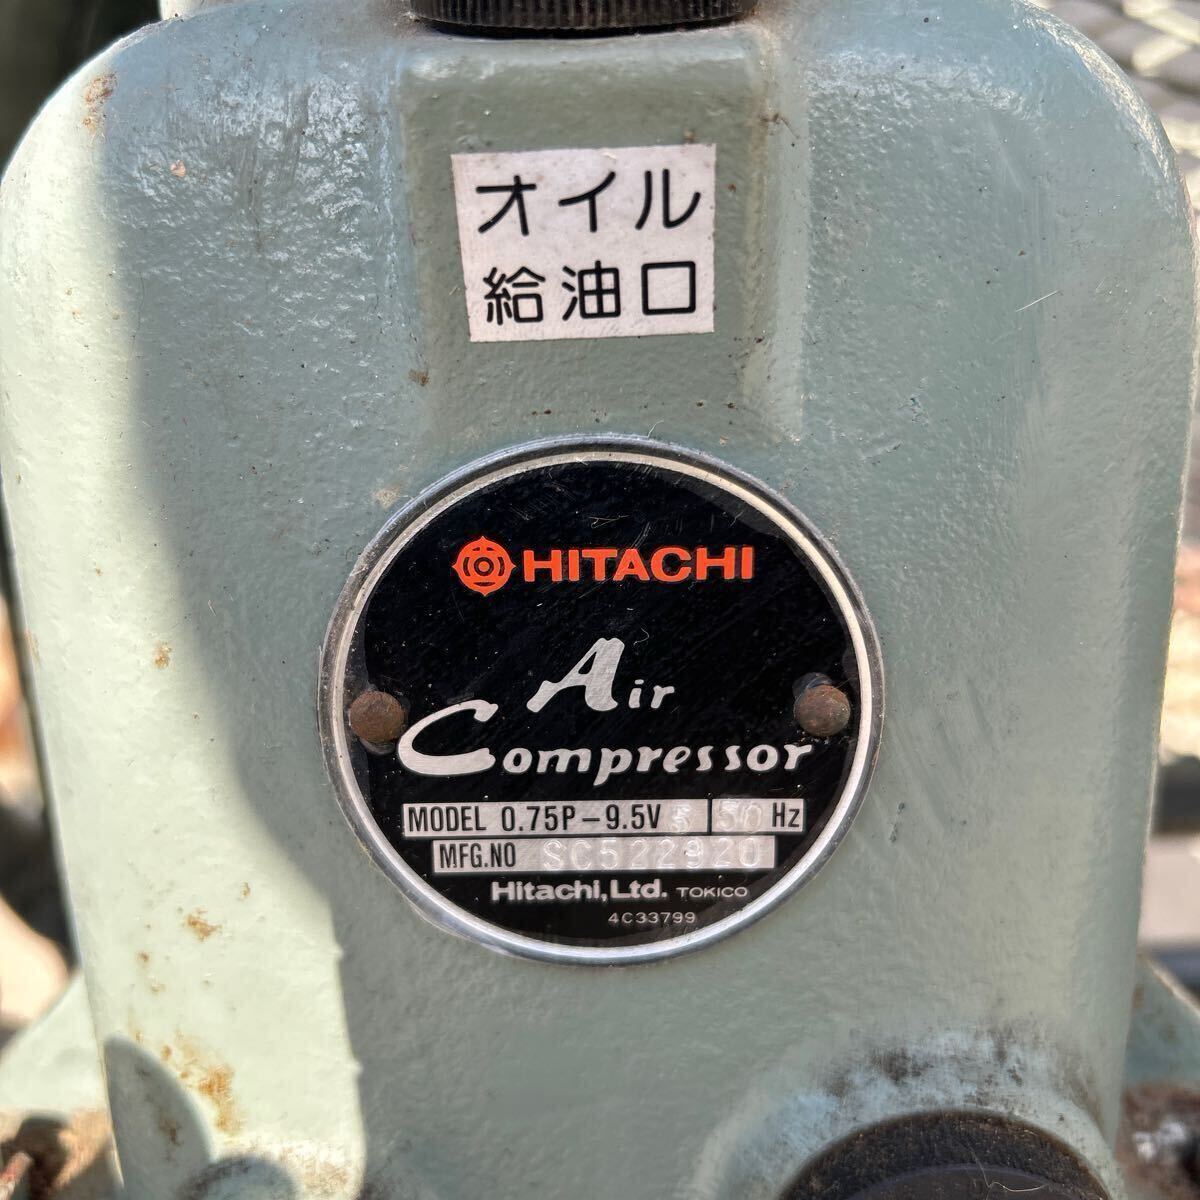 オイル
給油口
HITACHI
Air
Compressor
MODEL 0.75P-9.5V 5 50 Hz
MFG.NO SC522920
Hitachi, Ltd. TOKICO
4C33799